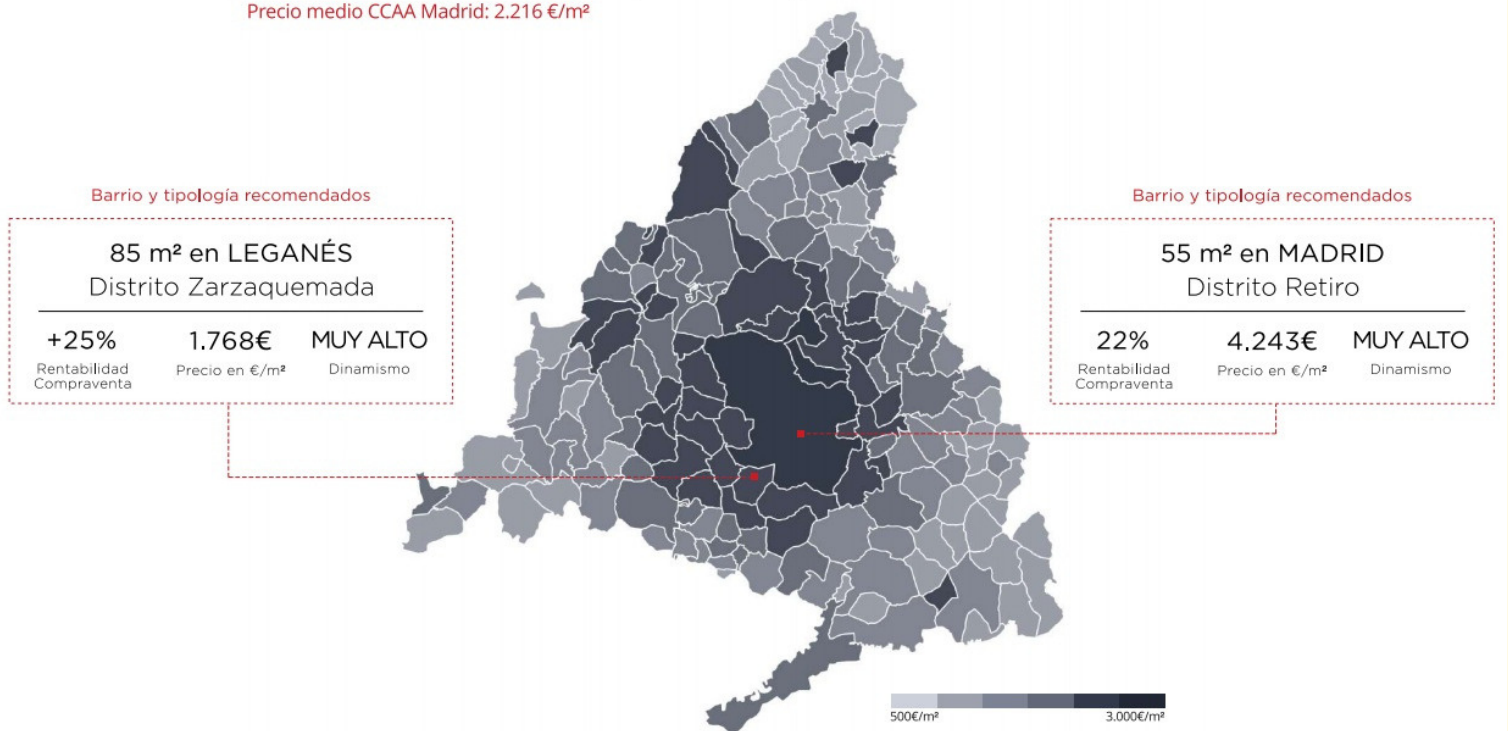 Precio medio CCAA Madrid: 2.216 €/m²
Barrio y tipología recomendados
85 m² en LEGANÉS
Distrito Zarzaquemada
+25%
Rentabilidad
Compraventa
1.768€
Precio en €/m²
MUY ALTO
Dinamismo
Barrio y tipología recomendados
55 m² en MADRID
Distrito Retiro
22%
Rentabilidad
Compraventa
4.243€
Precio en €/m²
MUY ALTO
Dinamismo
500€/m²
3.000€/m²